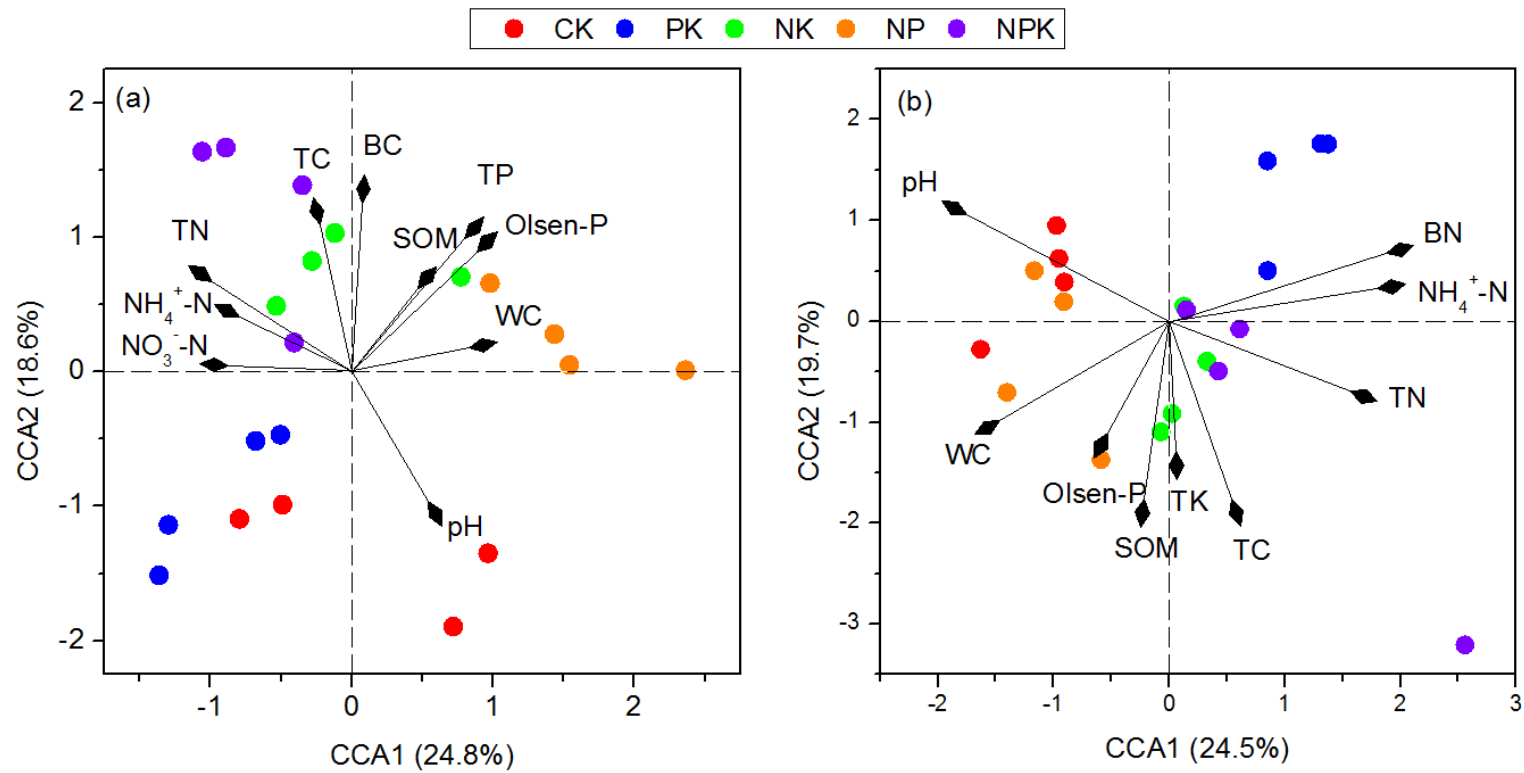 CK PK NK NP NPK
(a)
2
1
0
-1
-2
-1 0 1 2
CCA2 (18.6%)
CCA1 (24.8%)
TC
BC
TP
TN
SOM
Olsen-P
NH₄⁺-N
WC
NO₃⁻-N
pH
(b)
2
1
0
-1
-2
-3
-2 -1 0 1 2 3
CCA2 (19.7%)
CCA1 (24.5%)
pH
BN
NH₄⁺-N
TN
WC
Olsen-P
TK
SOM
TC